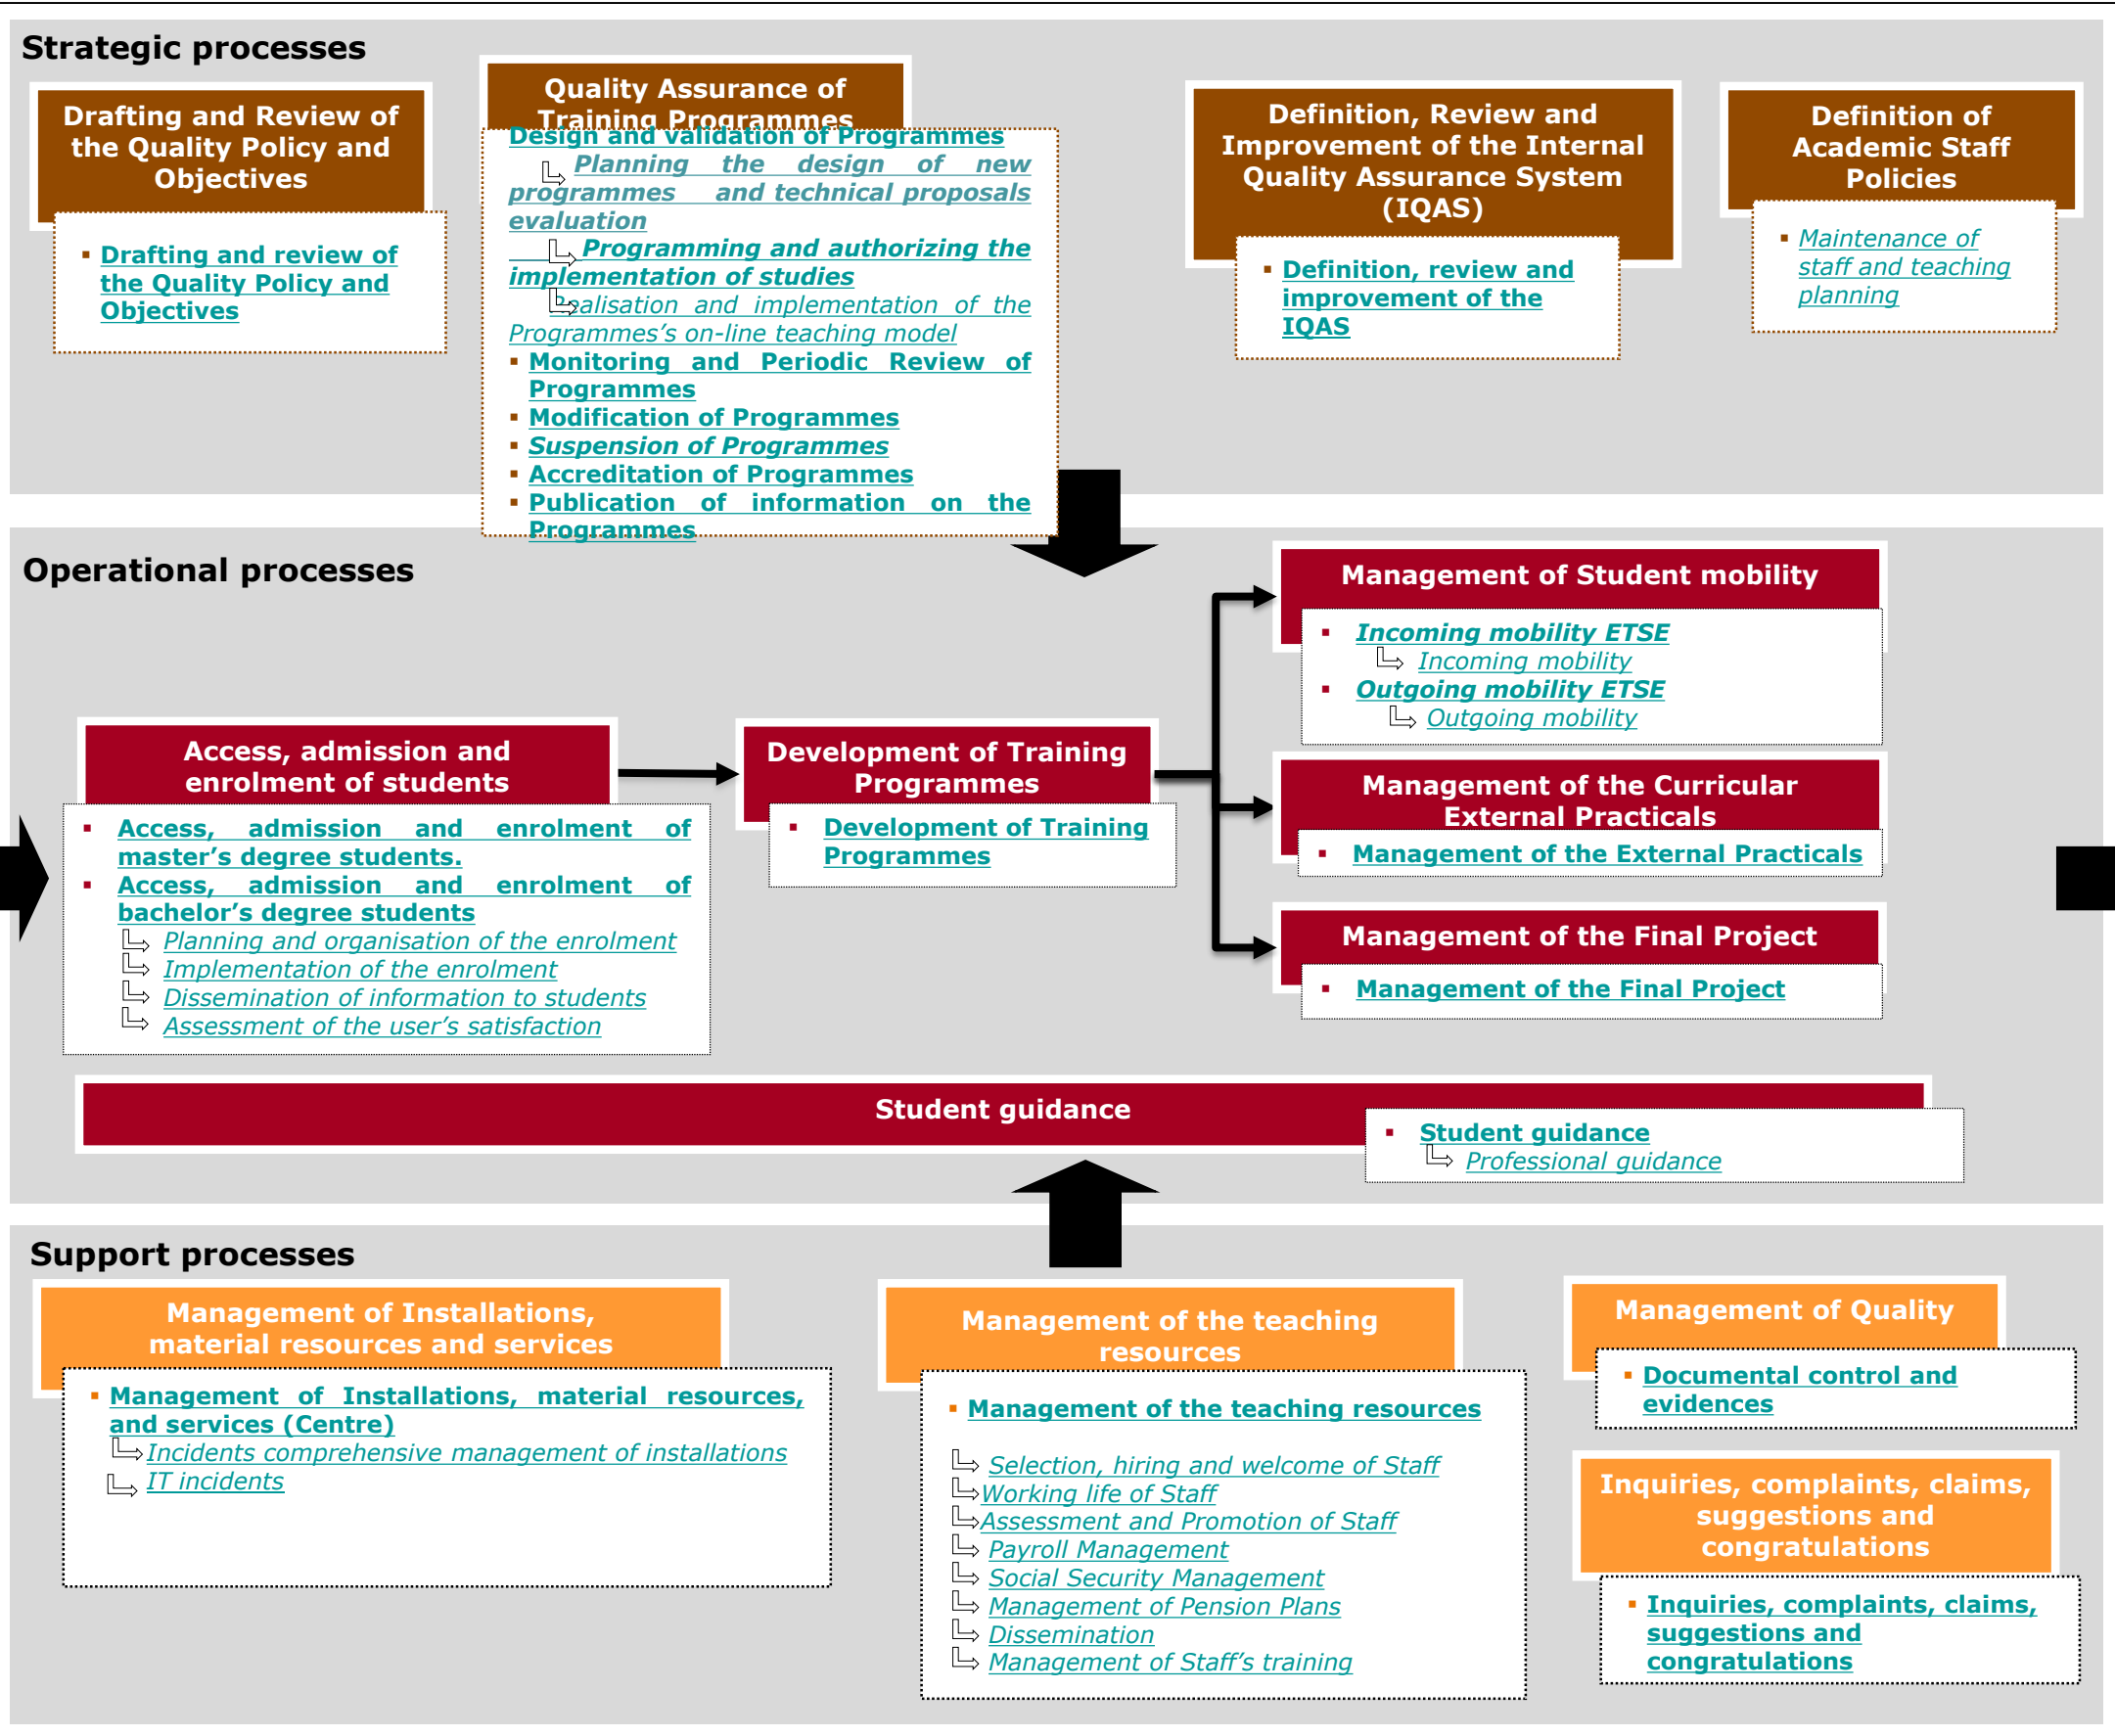 Strategic processes
Drafting and Review of
the Quality Policy and
Objectives
Drafting and review of
the Quality Policy and
Objectives
Quality Assurance of
Training Programmes
Design and validation of Programmes
Planning the design of new
programmes and technical proposals
evaluation
Programming and authorizing the
implementation of studies
Realisation and implementation of the
Programmes's on-line teaching model
Monitoring and Periodic Review of
Programmes
Modification of Programmes
Suspension of Programmes
Accreditation of Programmes
Publication of information on the
Programmes
Definition, Review and
Improvement of the Internal
Quality Assurance System
(IQAS)
Definition, review and
improvement of the
IQAS
Definition of
Academic Staff
Policies
Maintenance of
staff and teaching
planning
Operational processes
Access, admission and
enrolment of students
Access, admission and enrolment of
master’s degree students.
Access, admission and enrolment of
bachelor’s degree students
Planning and organisation of the enrolment
Implementation of the enrolment
Dissemination of information to students
Assessment of the user’s satisfaction
Development of Training
Programmes
Development of Training
Programmes
Management of Student mobility
Incoming mobility ETSE
Incoming mobility
Outgoing mobility ETSE
Outgoing mobility
Management of the Curricular
External Practicals
Management of the External Practicals
Management of the Final Project
Management of the Final Project
Student guidance
Student guidance
Professional guidance
Support processes
Management of Installations,
material resources and services
Management of Installations, material resources,
and services (Centre)
Incidents comprehensive management of installations
IT incidents
Management of the teaching
resources
Management of the teaching resources
Selection, hiring and welcome of Staff
Working life of Staff
Assessment and Promotion of Staff
Payroll Management
Social Security Management
Management of Pension Plans
Dissemination
Management of Staff’s training
Management of Quality
Documental control and
evidences
Inquiries, complaints, claims,
suggestions and
congratulations
Inquiries, complaints, claims,
suggestions and
congratulations